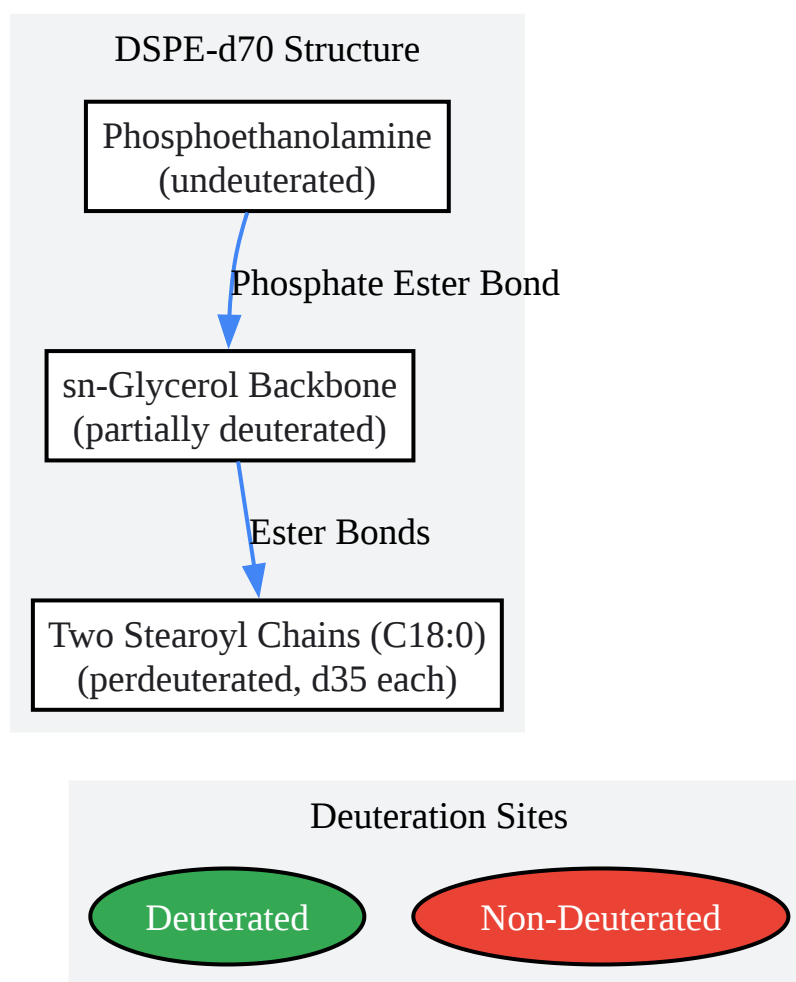 DSPE-d70 Structure
Phosphoethanolamine
(undeuterated)
Phosphate Ester Bond
sn-Glycerol Backbone
(partially deuterated)
Ester Bonds
Two Stearoyl Chains (C18:0)
(perdeuterated, d35 each)
Deuteration Sites
Deuterated
Non-Deuterated